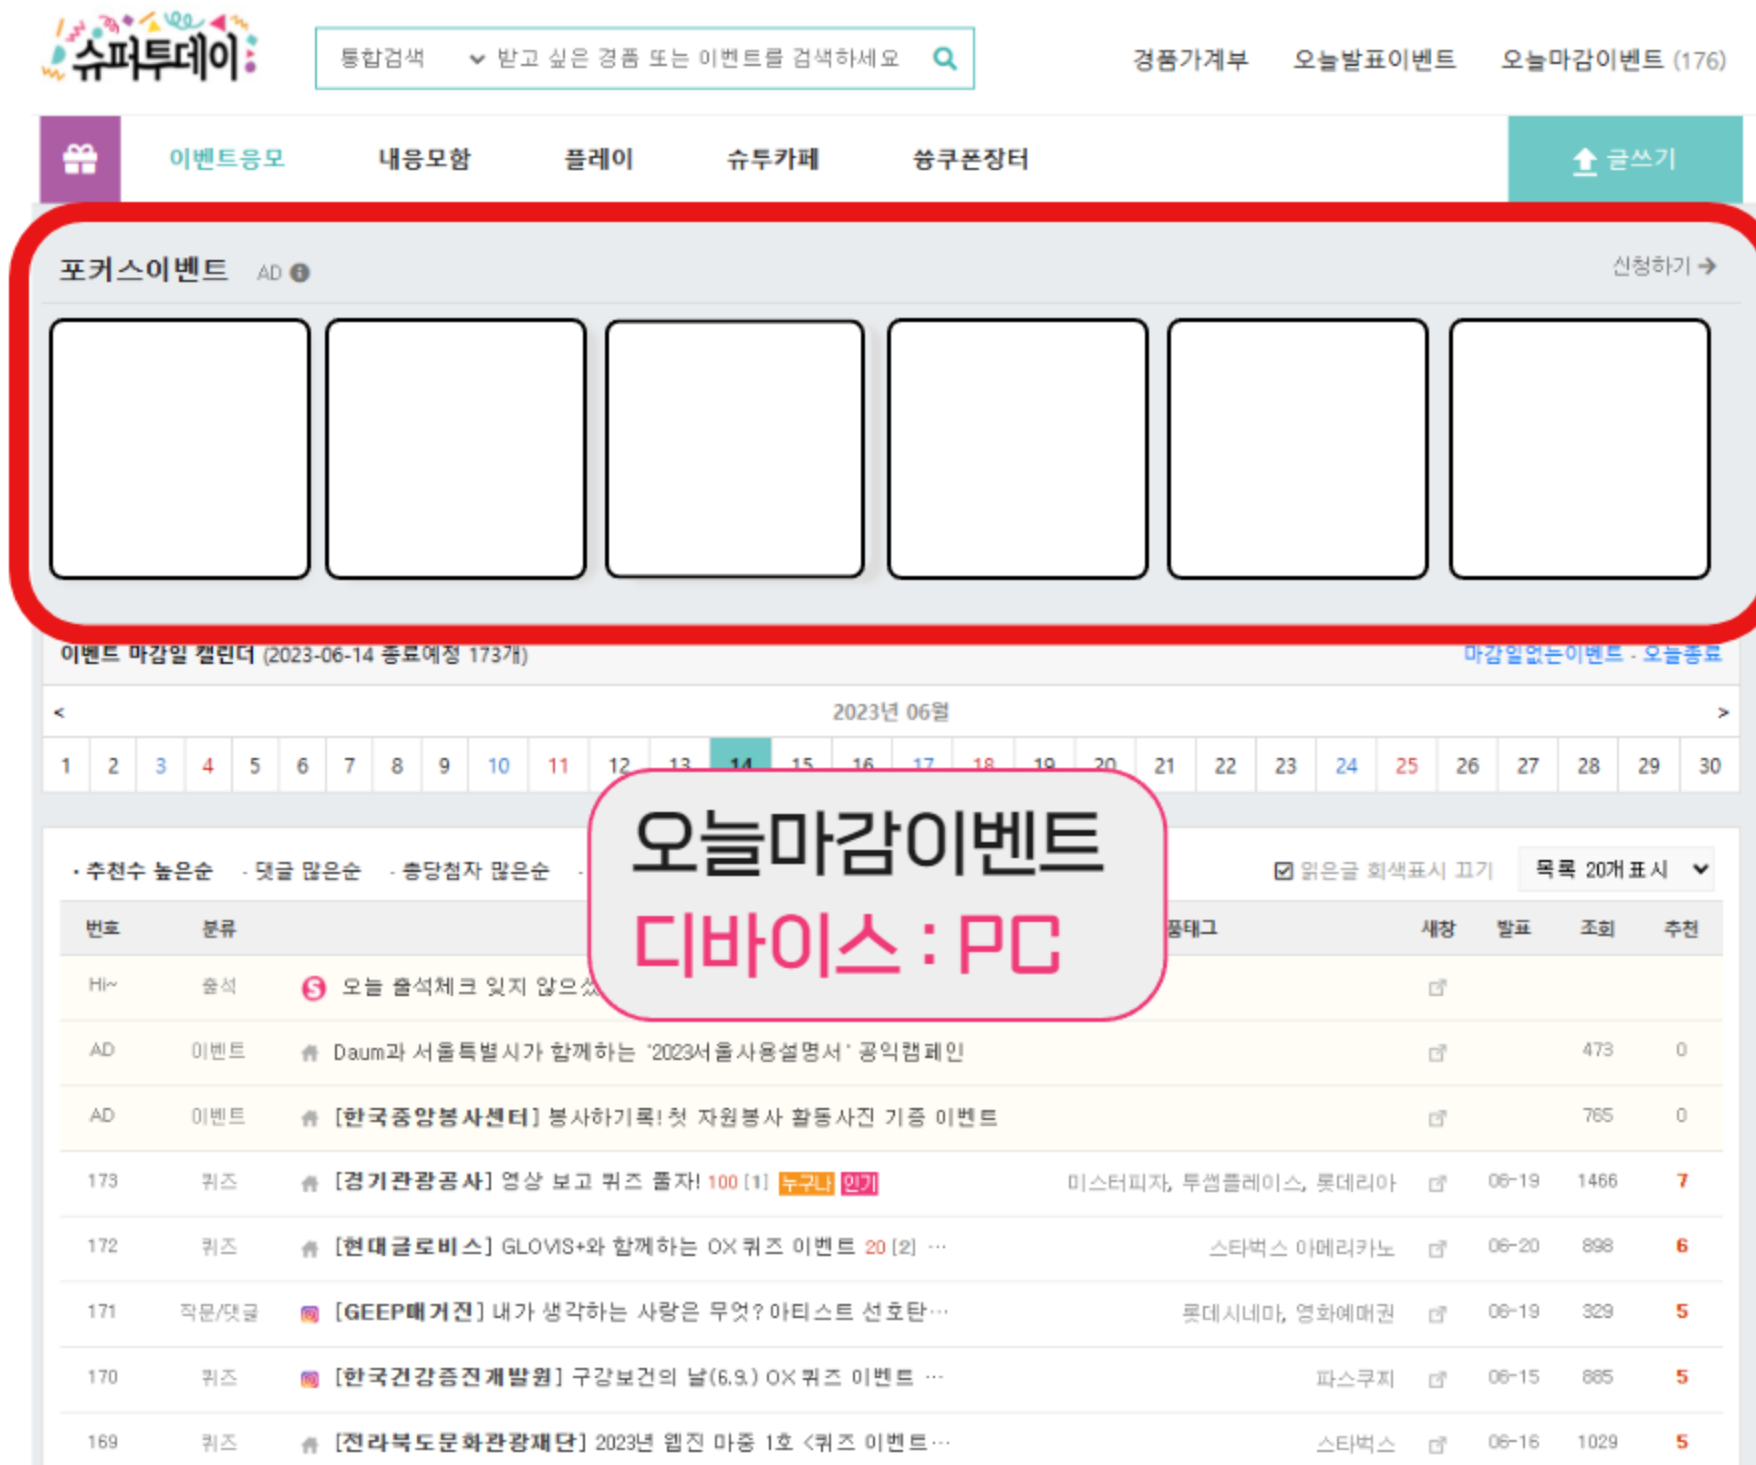 슈퍼투데이
통합검색 받고 싶은 경품 또는 이벤트를 검색하세요
경품가계부 오늘발표이벤트 오늘마감이벤트 (176)
이벤트응모 내응모함 플레이 슈투카페 쓩쿠폰장터 글쓰기
포커스이벤트 AD 신청하기 →
이벤트 마감일 캘린더 (2023-06-14 종료예정 173개) 마감일없는이벤트 - 오늘종료
< 2023년 06월 >
1 2 3 4 5 6 7 8 9 10 11 12 13 14 15 16 17 18 19 20 21 22 23 24 25 26 27 28 29 30
오늘마감이벤트
디바이스 : PC
· 추천수 높은순 · 댓글 많은순 · 총당첨자 많은순 · 읽은글 회색표시 끄기 목록 20개 표시
번호 분류 품태그 새창 발표 조회 추천
Hi~ 출석 S 오늘 출석체크 잊지 않으셨
AD 이벤트 Daum과 서울특별시가 함께하는 '2023서울사용설명서' 공익캠페인 473 0
AD 이벤트 [한국중앙봉사센터] 봉사하기록! 첫 자원봉사 활동사진 기증 이벤트 765 0
173 퀴즈 [경기관광공사] 영상 보고 퀴즈 풀자! 100 [1] 누구나 인기 미스터피자, 투썸플레이스, 롯데리아 06-19 1466 7
172 퀴즈 [현대글로비스] GLOVIS+와 함께하는 OX 퀴즈 이벤트 20 [2] ··· 스타벅스 아메리카노 06-20 898 6
171 작문/댓글 [GEEP매거진] 내가 생각하는 사랑은 무엇? 아티스트 선호탄··· 롯데시네마, 영화예매권 06-19 329 5
170 퀴즈 [한국건강증진개발원] 구강보건의 날(6.9.) OX 퀴즈 이벤트 ··· 파스쿠찌 06-15 885 5
169 퀴즈 [전라북도문화관광재단] 2023년 웹진 마중 1호 <퀴즈 이벤트··· 스타벅스 06-16 1029 5